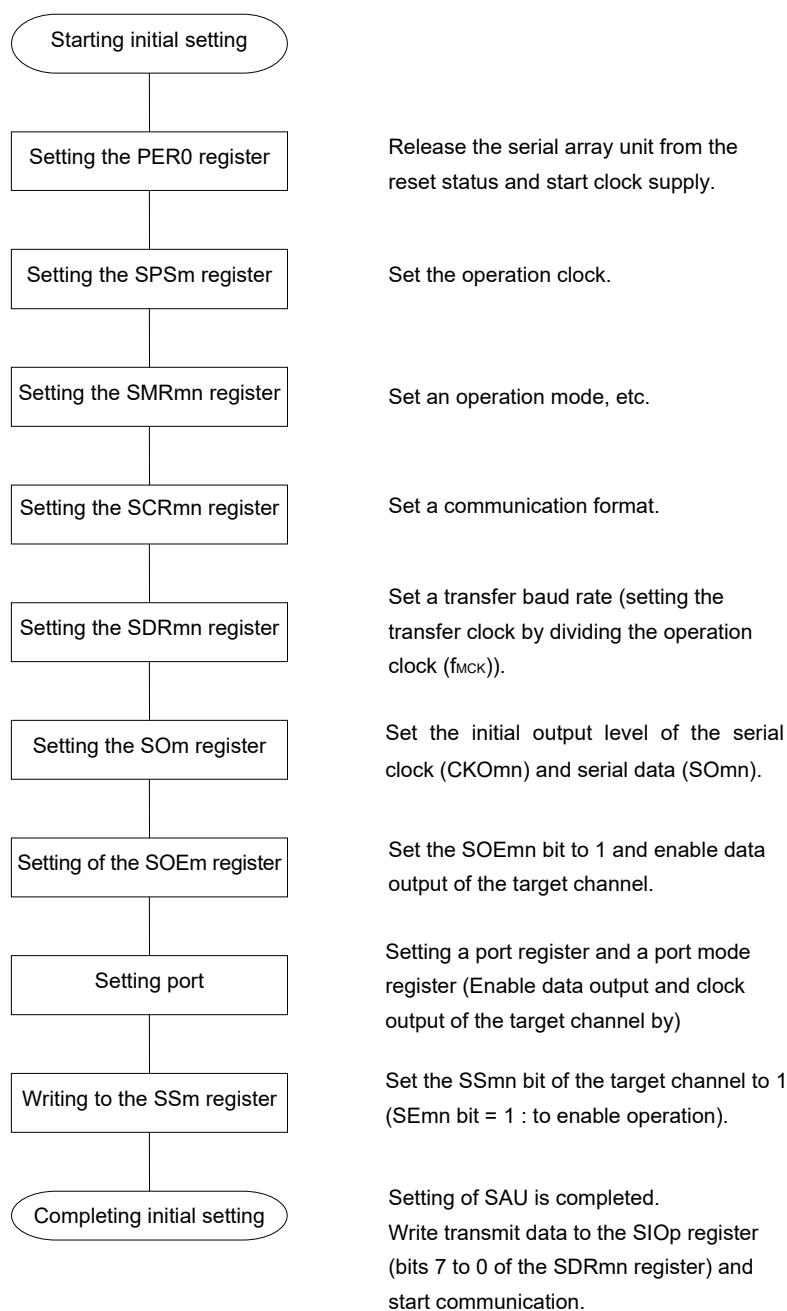 Starting initial setting
Setting the PER0 register
Release the serial array unit from the
reset status and start clock supply.
Setting the SPSm register
Set the operation clock.
Setting the SMRmn register
Set an operation mode, etc.
Setting the SCRmn register
Set a communication format.
Setting the SDRmn register
Set a transfer baud rate (setting the
transfer clock by dividing the operation
clock (fMCK)).
Setting the SOm register
Set the initial output level of the serial
clock (CKOmn) and serial data (SOmn).
Setting of the SOEm register
Set the SOEmn bit to 1 and enable data
output of the target channel.
Setting port
Setting a port register and a port mode
register (Enable data output and clock
output of the target channel by)
Writing to the SSm register
Set the SSmn bit of the target channel to 1
(SEmn bit = 1 : to enable operation).
Completing initial setting
Setting of SAU is completed.
Write transmit data to the SIOp register
(bits 7 to 0 of the SDRmn register) and
start communication.